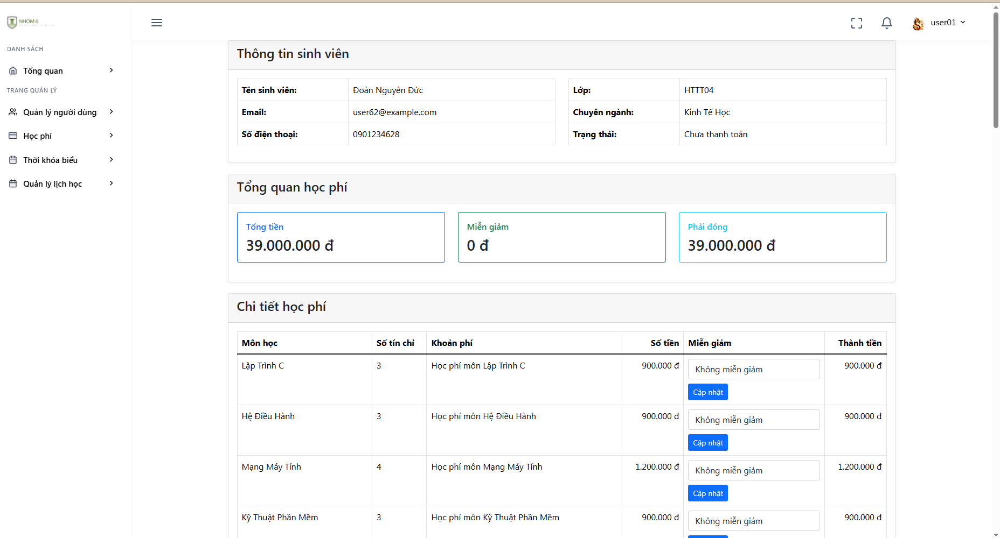 NHÓM 6
user01
DANH SÁCH
Tổng quan
TRANG QUẢN LÝ
Quản lý người dùng
Học phí
Thời khóa biểu
Quản lý lịch học
Thông tin sinh viên
Tên sinh viên: Đoàn Nguyên Đức
Email: user62@example.com
Số điện thoại: 0901234628
Lớp: HTTT04
Chuyên ngành: Kinh Tế Học
Trạng thái: Chưa thanh toán
Tổng quan học phí
Tổng tiền
39.000.000 đ
Miễn giảm
0 đ
Phải đóng
39.000.000 đ
Chi tiết học phí
Môn học Số tín chỉ Khoản phí Số tiền Miễn giảm Thành tiền
Lập Trình C 3 Học phí môn Lập Trình C 900.000 đ Không miễn giảm 900.000 đ
Cập nhật
Hệ Điều Hành 3 Học phí môn Hệ Điều Hành 900.000 đ Không miễn giảm 900.000 đ
Cập nhật
Mạng Máy Tính 4 Học phí môn Mạng Máy Tính 1.200.000 đ Không miễn giảm 1.200.000 đ
Cập nhật
Kỹ Thuật Phần Mềm 3 Học phí môn Kỹ Thuật Phần Mềm 900.000 đ Không miễn giảm 900.000 đ